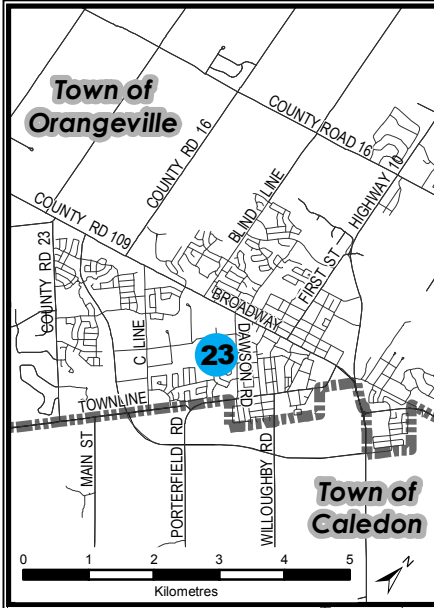 Town of
Orangeville
COUNTY ROAD 16
COUNTY RD 16
HIGHWAY 10
BLIND LINE
COUNTY RD 109
FIRST ST
COUNTY RD 23
BROADWAY
C LINE
DAWSON RD
23
TOWNLINE
MAIN ST
PORTERFIELD RD
WILLOUGHBY RD
Town of
Caledon
0 1 2 3 4 5
Kilometres
N